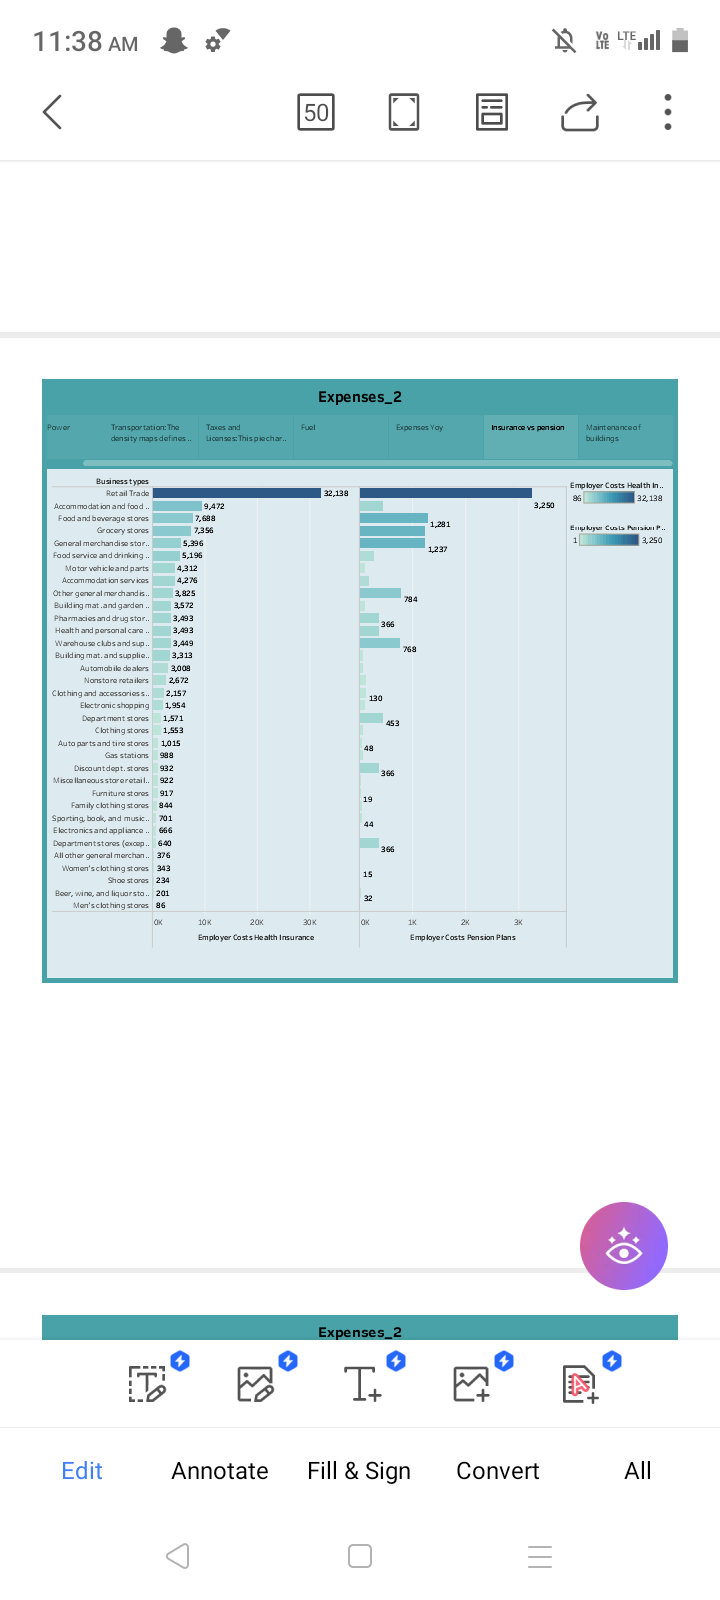 11:38 AM
Vo LTE LTE
50
Expenses_2
Power
Transportation:The density maps defines..
Taxes and Licenses:This pie char..
Fuel
Expenses Yoy
Insurance vs pension
Maintenance of buildings
Business types
Employer Costs Health In..
86 32,138
Employer Costs Pension P..
1 3,250
Retail Trade 32,138 3,250
Accommodation and food .. 9,472
Food and beverage stores 7,688 1,281
Grocery stores 7,356
General merchandise stor.. 5,396 1,237
Food service and drinking .. 5,196
Motor vehicle and parts 4,312
Accommodation services 4,276
Other general merchandis.. 3,825 784
Building mat. and garden .. 3,572
Pharmacies and drug stor.. 3,493 366
Health and personal care .. 3,493
Warehouse clubs and sup.. 3,449 768
Building mat. and supplie.. 3,313
Automobile dealers 3,008
Nonstore retailers 2,672
Clothing and accessories s.. 2,157 130
Electronic shopping 1,954
Department stores 1,571 453
Clothing stores 1,553
Auto parts and tire stores 1,015 48
Gas stations 988
Discount dept. stores 932 366
Miscellaneous store retail.. 922
Furniture stores 917 19
Family clothing stores 844
Sporting, book, and music.. 701 44
Electronics and appliance .. 666
Department stores (excep.. 640 366
All other general merchan.. 376
Women's clothing stores 343 15
Shoe stores 234
Beer, wine, and liquor sto.. 201 32
Men's clothing stores 86
0K 10K 20K 30K 0K 1K 2K 3K
Employer Costs Health Insurance Employer Costs Pension Plans
Expenses_2
Edit Annotate Fill & Sign Convert All